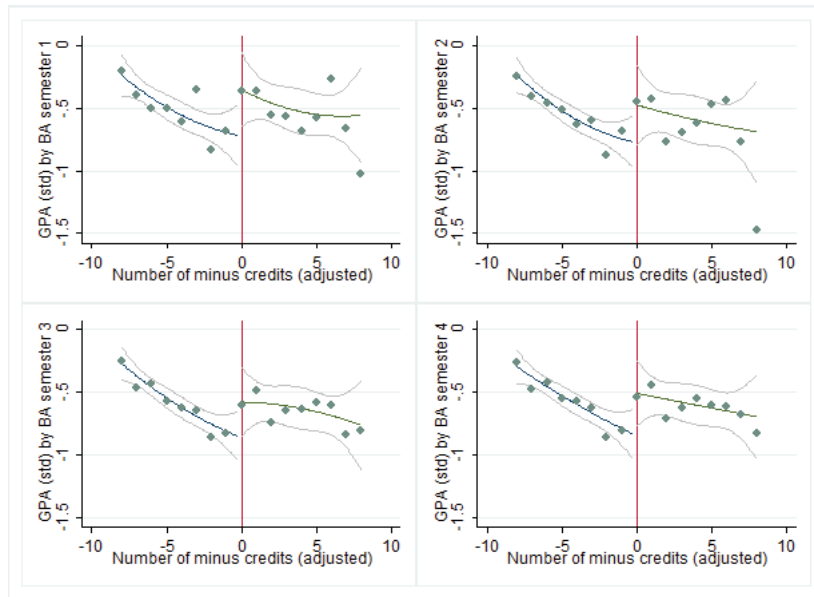 GPA (std) by BA semester 1
0
-.5
-1
-1.5
-10 -5 0 5 10
Number of minus credits (adjusted)
GPA (std) by BA semester 2
0
-.5
-1
-1.5
-10 -5 0 5 10
Number of minus credits (adjusted)
GPA (std) by BA semester 3
0
-.5
-1
-1.5
-10 -5 0 5 10
Number of minus credits (adjusted)
GPA (std) by BA semester 4
0
-.5
-1
-1.5
-10 -5 0 5 10
Number of minus credits (adjusted)